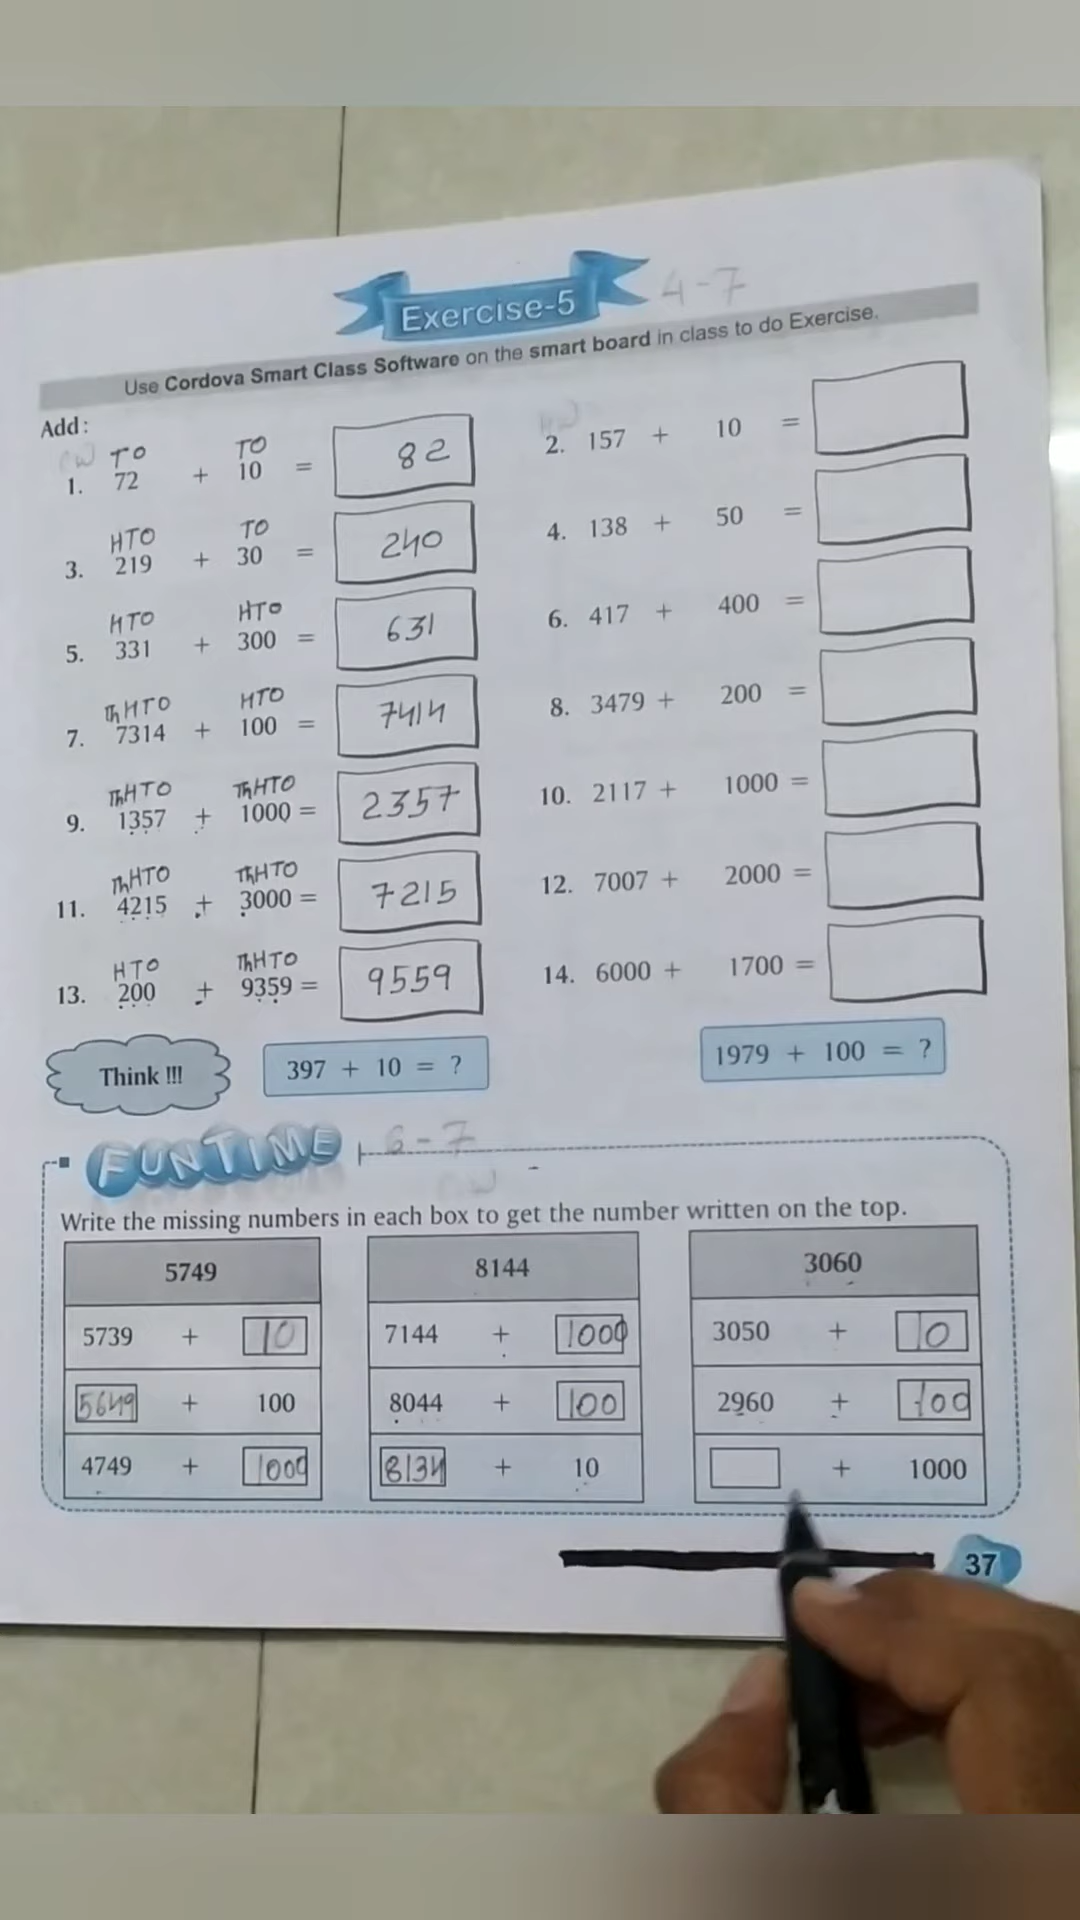 Exercise-5 4-7
Use Cordova Smart Class Software on the smart board in class to do Exercise.
Add:
CW TO TO
1. 72 + 10 = 82
HW
2. 157 + 10 =
HTO TO
3. 219 + 30 = 240
4. 138 + 50 =
HTO HTO
5. 331 + 300 = 631
6. 417 + 400 =
ThHTO HTO
7. 7314 + 100 = 7414
8. 3479 + 200 =
ThHTO ThHTO
9. 1357 + 1000 = 2357
10. 2117 + 1000 =
ThHTO ThHTO
11. 4215 + 3000 = 7215
12. 7007 + 2000 =
HTO ThHTO
13. 200 + 9359 = 9559
14. 6000 + 1700 =
Think !!! 397 + 10 = ? 1979 + 100 = ?
FUNTIME 6-7
CW
Write the missing numbers in each box to get the number written on the top.
5749 8144 3060
5739 + 10 7144 + 1000 3050 + 10
5649 + 100 8044 + 100 2960 + 100
4749 + 1000 8134 + 10 + 1000
37